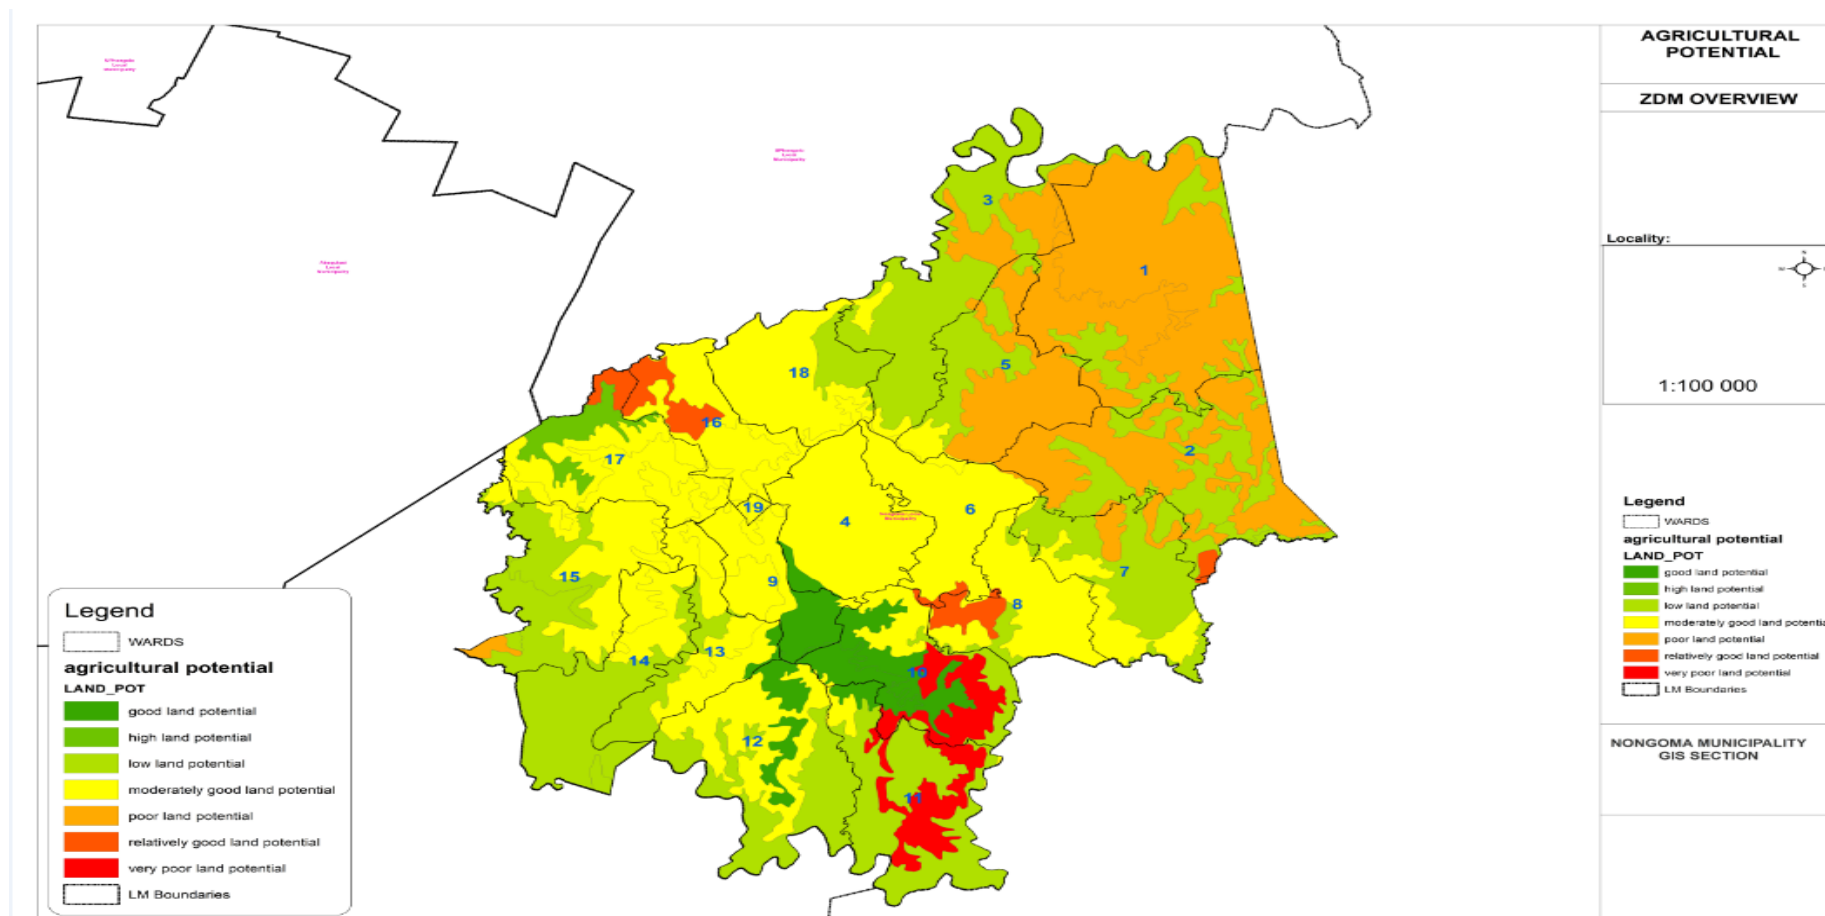 AGRICULTURAL
POTENTIAL
ZDM OVERVIEW
Locality:
N
S
1:100 000
Local
Municipality
Local
Municipality
3
1
5
18
2
16
17
19
4
6
15
9
7
8
14
13
10
12
11
Legend
WARDS
agricultural potential
LAND_POT
good land potential
high land potential
low land potential
moderately good land potential
poor land potential
relatively good land potential
very poor land potential
LM Boundaries
Legend
WARDS
agricultural potential
LAND_POT
good land potential
high land potential
low land potential
moderately good land potential
poor land potential
relatively good land potential
very poor land potential
LM Boundaries
NONGOMA MUNICIPALITY
GIS SECTION